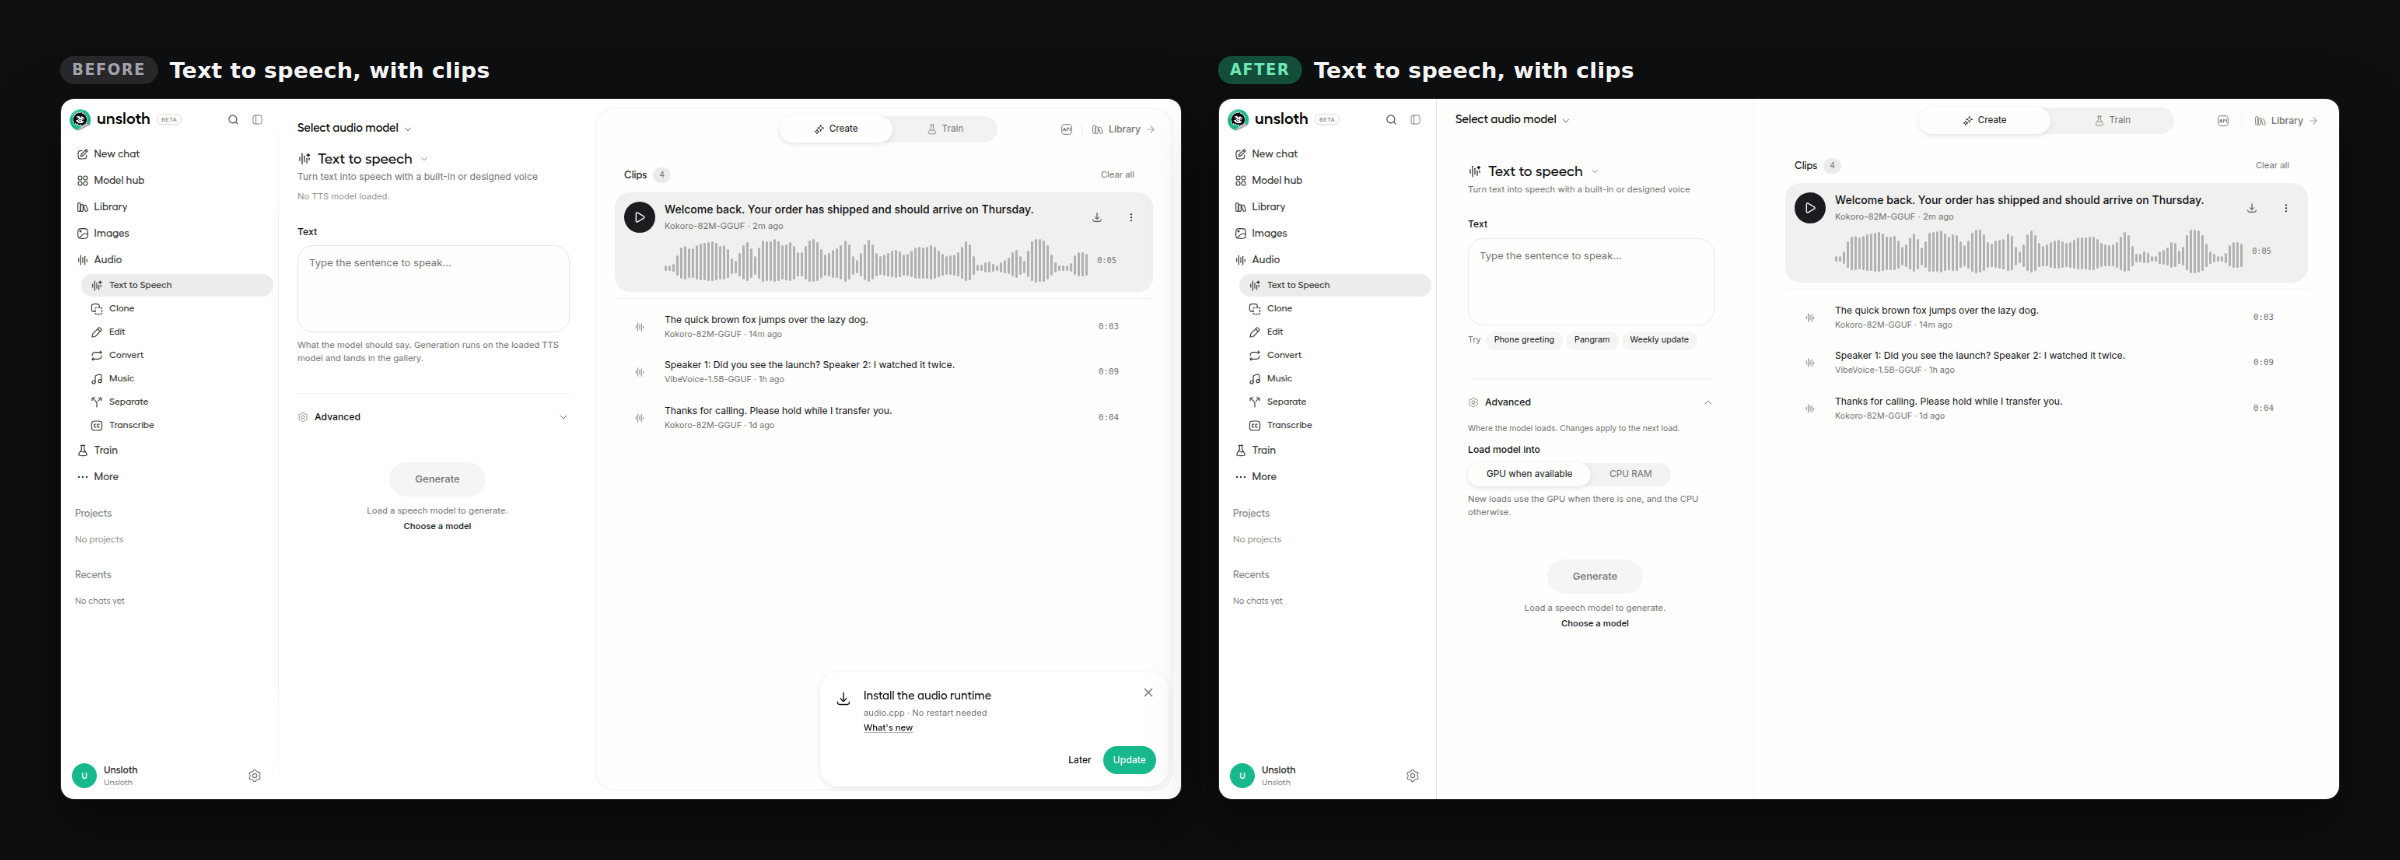 BEFORE Text to speech, with clips
unsloth BETA
New chat
Model hub
Library
Images
Audio
Text to Speech
Clone
Edit
Convert
Music
Separate
Transcribe
Train
More
Projects
No projects
Recents
No chats yet
U Unsloth
Unsloth
Select audio model
Text to speech
Turn text into speech with a built-in or designed voice
No TTS model loaded.
Text
Type the sentence to speak...
What the model should say. Generation runs on the loaded TTS
model and lands in the gallery.
Advanced
Generate
Load a speech model to generate.
Choose a model
Create Train API Library
Clips 4 Clear all
Welcome back. Your order has shipped and should arrive on Thursday.
Kokoro-82M-GGUF · 2m ago
0:05
The quick brown fox jumps over the lazy dog.
Kokoro-82M-GGUF · 14m ago
0:03
Speaker 1: Did you see the launch? Speaker 2: I watched it twice.
VibeVoice-1.5B-GGUF · 1h ago
0:09
Thanks for calling. Please hold while I transfer you.
Kokoro-82M-GGUF · 1d ago
0:04
Install the audio runtime
audio.cpp · No restart needed
What's new
Later Update
AFTER Text to speech, with clips
unsloth BETA
New chat
Model hub
Library
Images
Audio
Text to Speech
Clone
Edit
Convert
Music
Separate
Transcribe
Train
More
Projects
No projects
Recents
No chats yet
U Unsloth
Unsloth
Select audio model
Text to speech
Turn text into speech with a built-in or designed voice
Text
Type the sentence to speak...
Try Phone greeting Pangram Weekly update
Advanced
Where the model loads. Changes apply to the next load.
Load model into
GPU when available CPU RAM
New loads use the GPU when there is one, and the CPU
otherwise.
Generate
Load a speech model to generate.
Choose a model
Create Train API Library
Clips 4 Clear all
Welcome back. Your order has shipped and should arrive on Thursday.
Kokoro-82M-GGUF · 2m ago
0:05
The quick brown fox jumps over the lazy dog.
Kokoro-82M-GGUF · 14m ago
0:03
Speaker 1: Did you see the launch? Speaker 2: I watched it twice.
VibeVoice-1.5B-GGUF · 1h ago
0:09
Thanks for calling. Please hold while I transfer you.
Kokoro-82M-GGUF · 1d ago
0:04